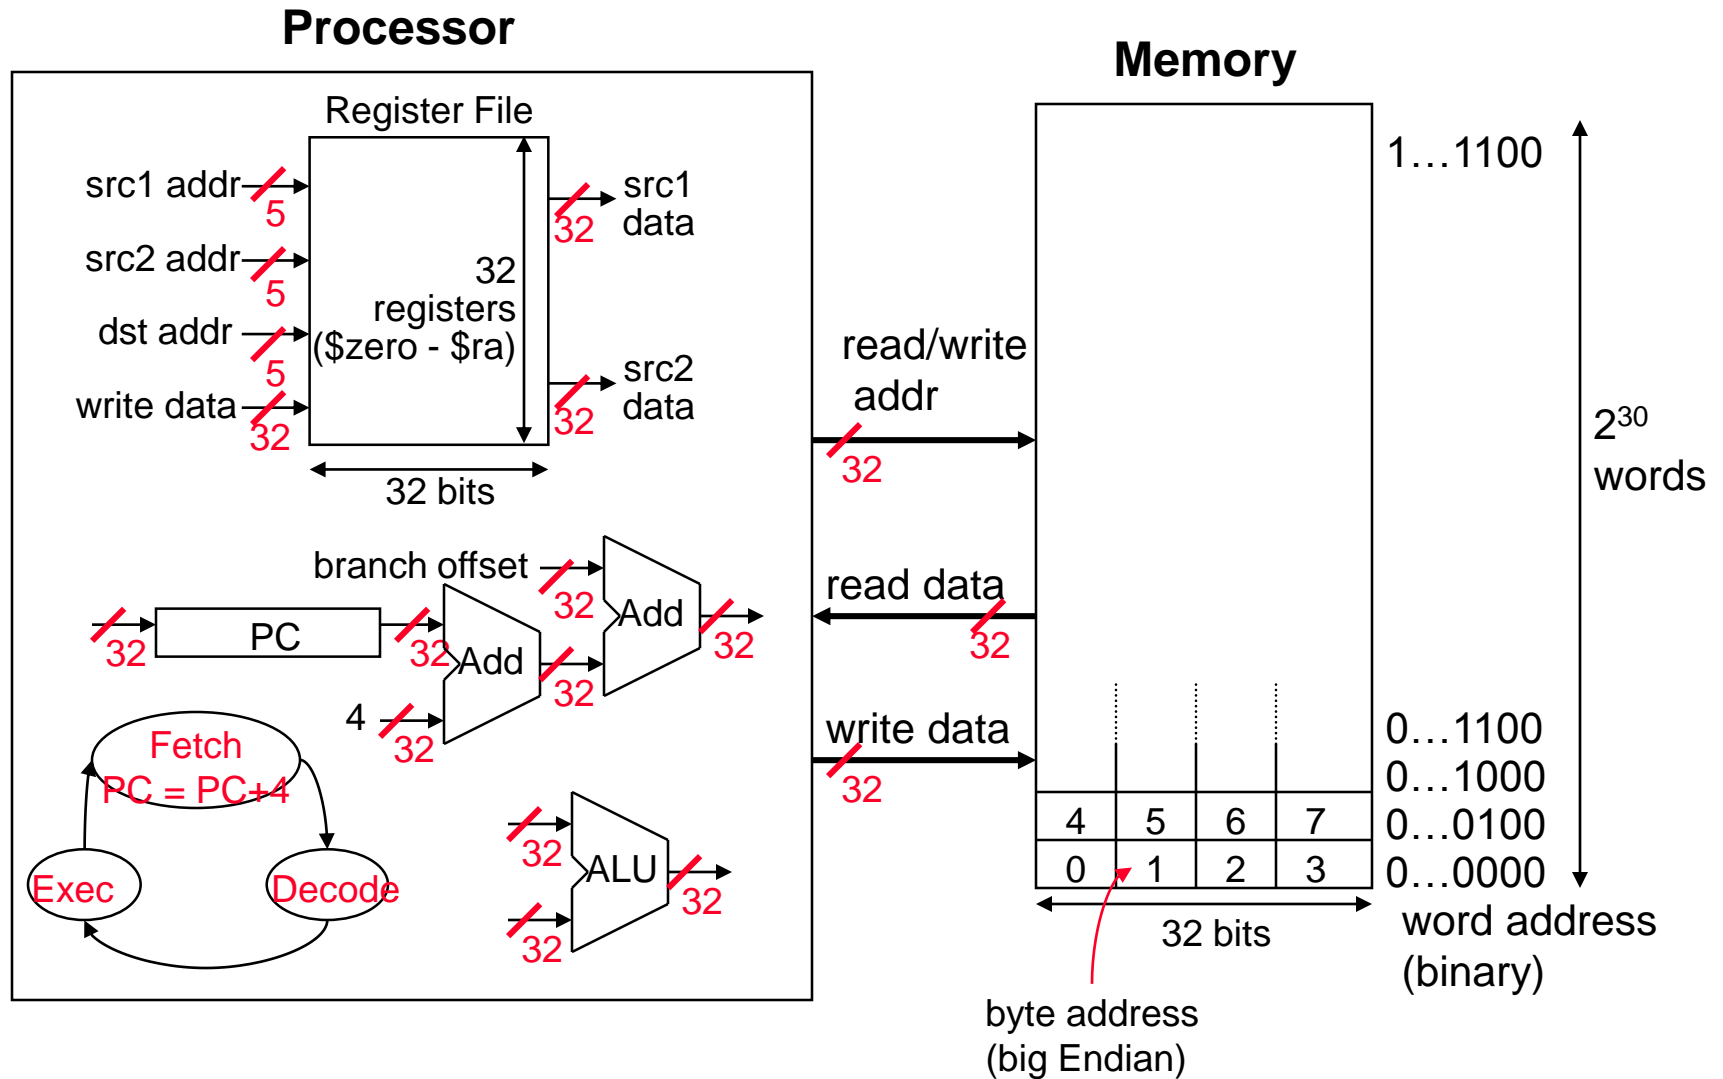 Processor
Memory
Register File
src1 addr
5
src2 addr
5
dst addr
5
write data
32
32
registers
($zero - $ra)
32 bits
src1
data
32
src2
data
32
branch offset
32
Add
32
32
PC
32
Add
32
4
32
Fetch
PC = PC+4
Exec
Decode
32
32
ALU
32
read/write
addr
32
read data
32
write data
32
1…1100
2³⁰
words
0…1100
0…1000
4 5 6 7
0…0100
0 1 2 3
0…0000
32 bits
word address
(binary)
byte address
(big Endian)